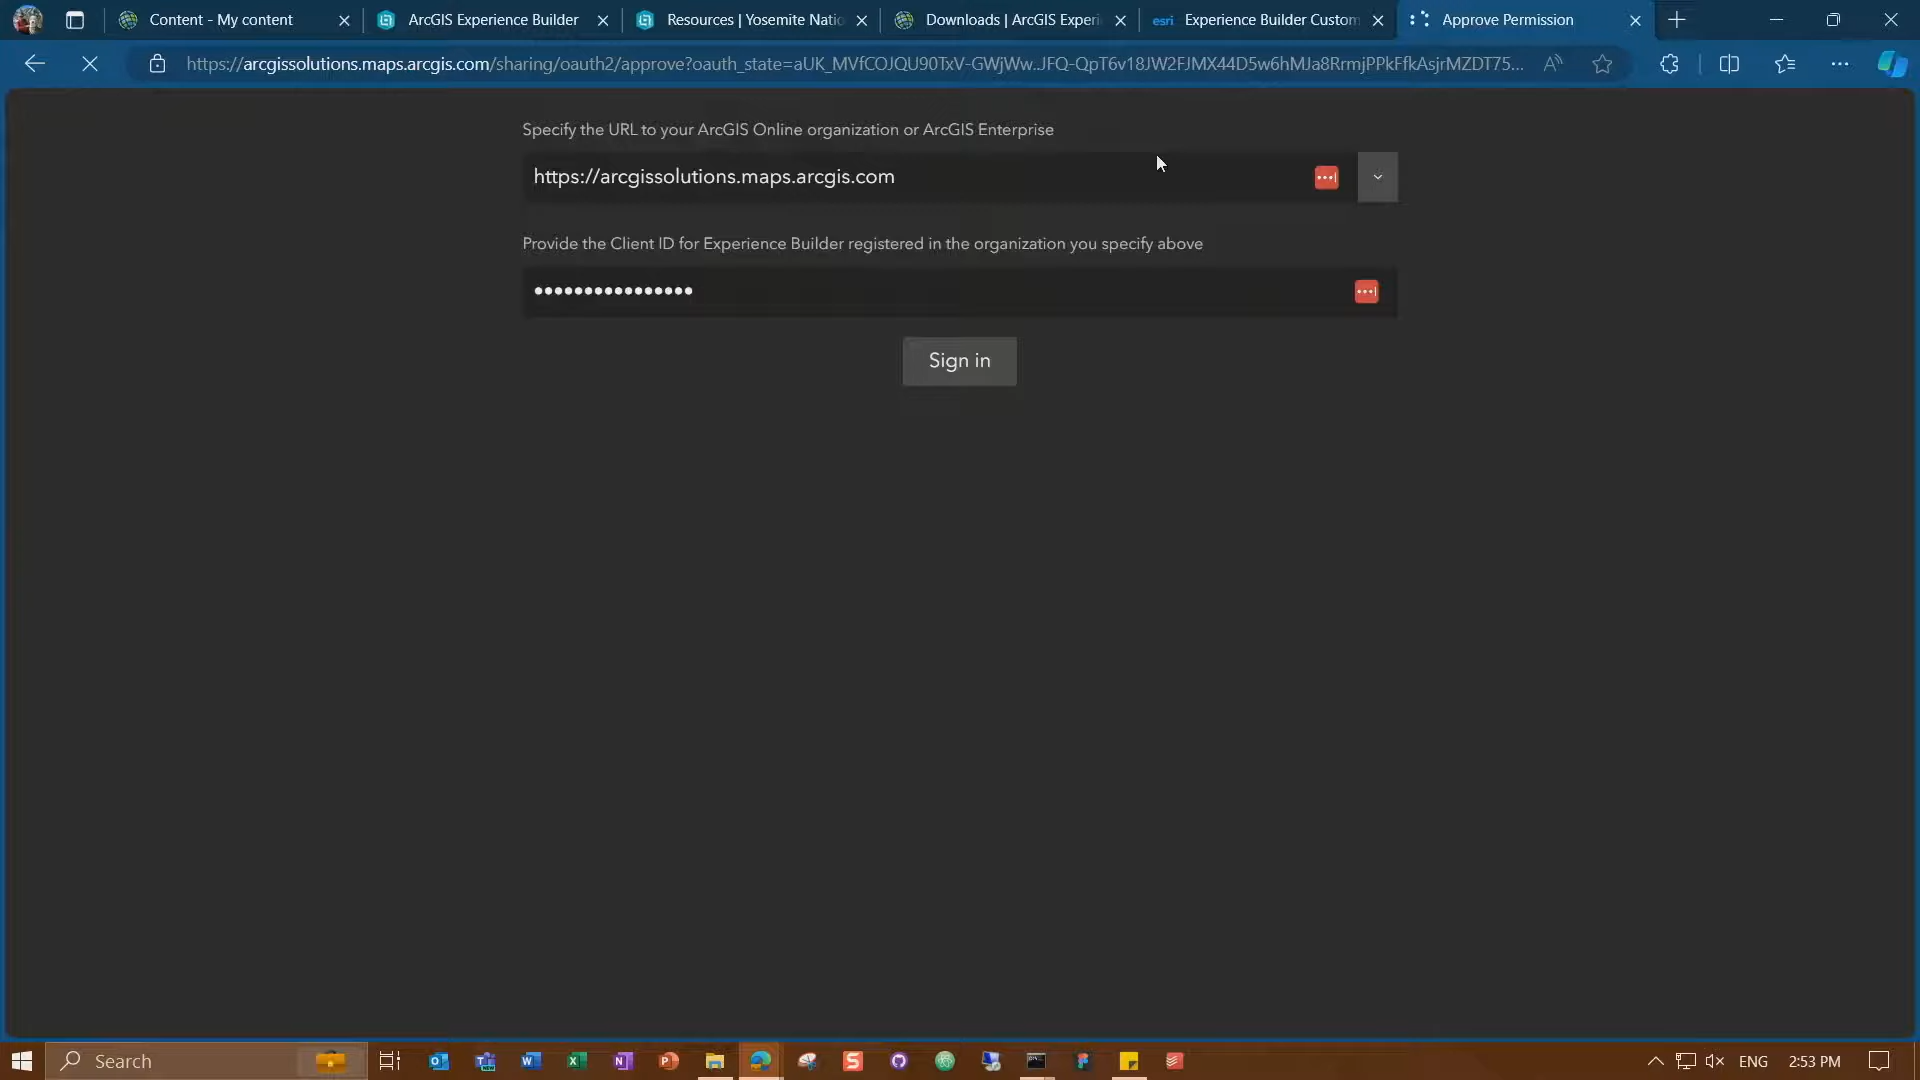 Content - My content
ArcGIS Experience Builder
Resources | Yosemite Natio
Downloads | ArcGIS Experi
esri
Experience Builder Custom
Approve Permission
https://arcgissolutions.maps.arcgis.com/sharing/oauth2/approve?oauth_state=aUK_MVfCOJQU90TxV-GWjWw..JFQ-QpT6v18JW2FJMX44D5w6hMJa8RrmjPPkFfkAsjrMZDT75...
Specify the URL to your ArcGIS Online organization or ArcGIS Enterprise
https://arcgissolutions.maps.arcgis.com
Provide the Client ID for Experience Builder registered in the organization you specify above
••••••••••••••••
Sign in
Search
ENG
2:53 PM